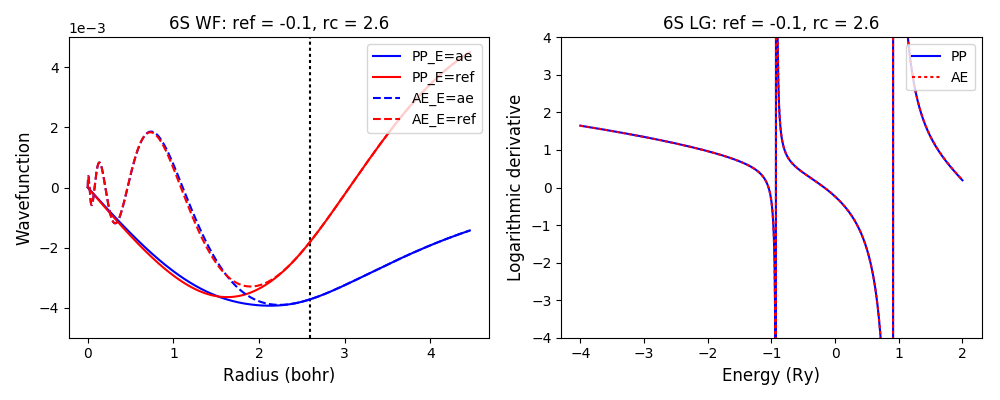 6S WF: ref = -0.1, rc = 2.6
1e−3
PP_E=ae
PP_E=ref
AE_E=ae
AE_E=ref
4
2
0
−2
−4
Wavefunction
0
1
2
3
4
Radius (bohr)
6S LG: ref = -0.1, rc = 2.6
PP
AE
4
3
2
1
0
−1
−2
−3
−4
Logarithmic derivative
−4
−3
−2
−1
0
1
2
Energy (Ry)